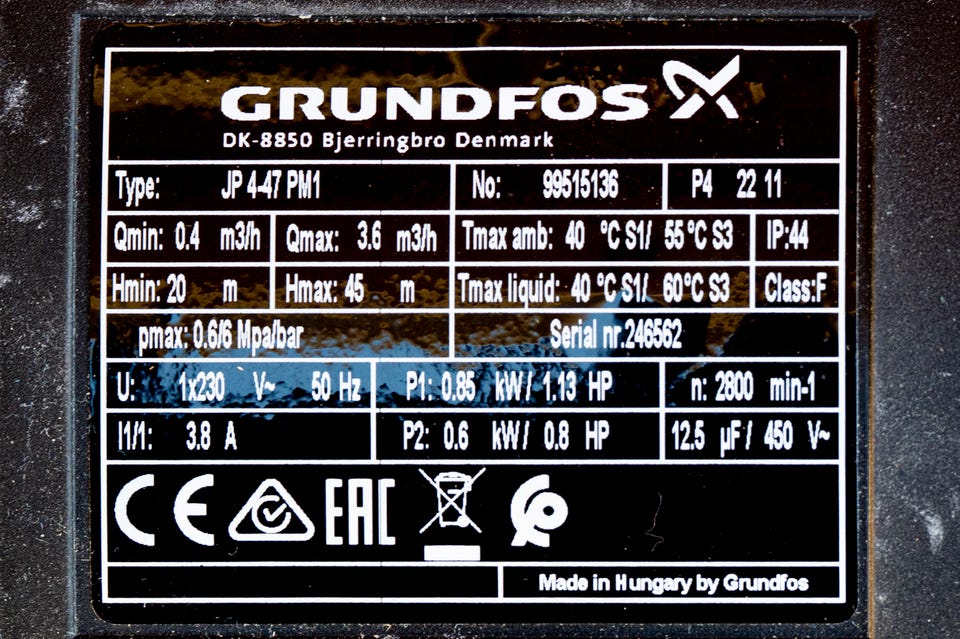 GRUNDFOS
DK-8850 Bjerringbro Denmark
Type: JP 4-47 PM1 No: 99515136 P4 22 11
Qmin: 0.4 m3/h Qmax: 3.6 m3/h Tmax amb: 40 °C S1/ 55°C S3 IP:44
Hmin: 20 m Hmax: 45 m Tmax liquid: 40 °C S1/ 60°C S3 Class:F
pmax: 0.6/6 Mpa/bar Serial nr.246562
U: 1x230 V~ 50 Hz P1: 0.85 kW / 1.13 HP n: 2800 min-1
I1/1: 3.8 A P2: 0.6 kW / 0.8 HP 12.5 µF / 450 V~
CE EAC
Made in Hungary by Grundfos